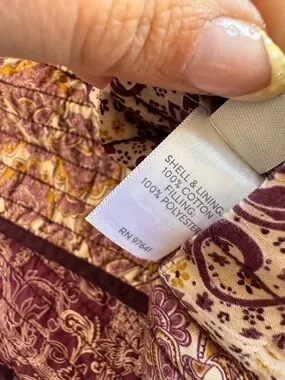 SHELL & LINING:
100% COTTON
FILLING:
100% POLYESTER
RN 97641